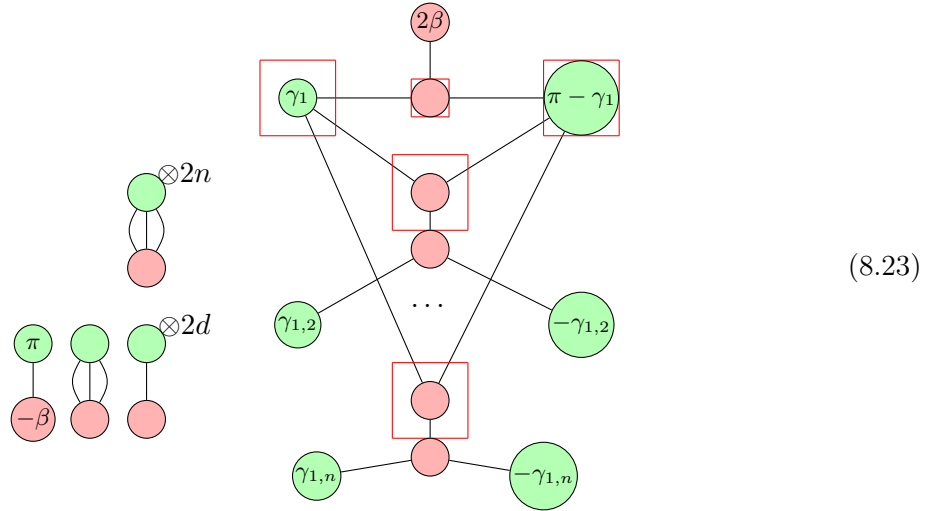 2β
γ₁
π − γ₁
⊗2n
(8.23)
⋯
γ₁,₂
−γ₁,₂
⊗2d
π
−β
γ₁,ₙ
−γ₁,ₙ